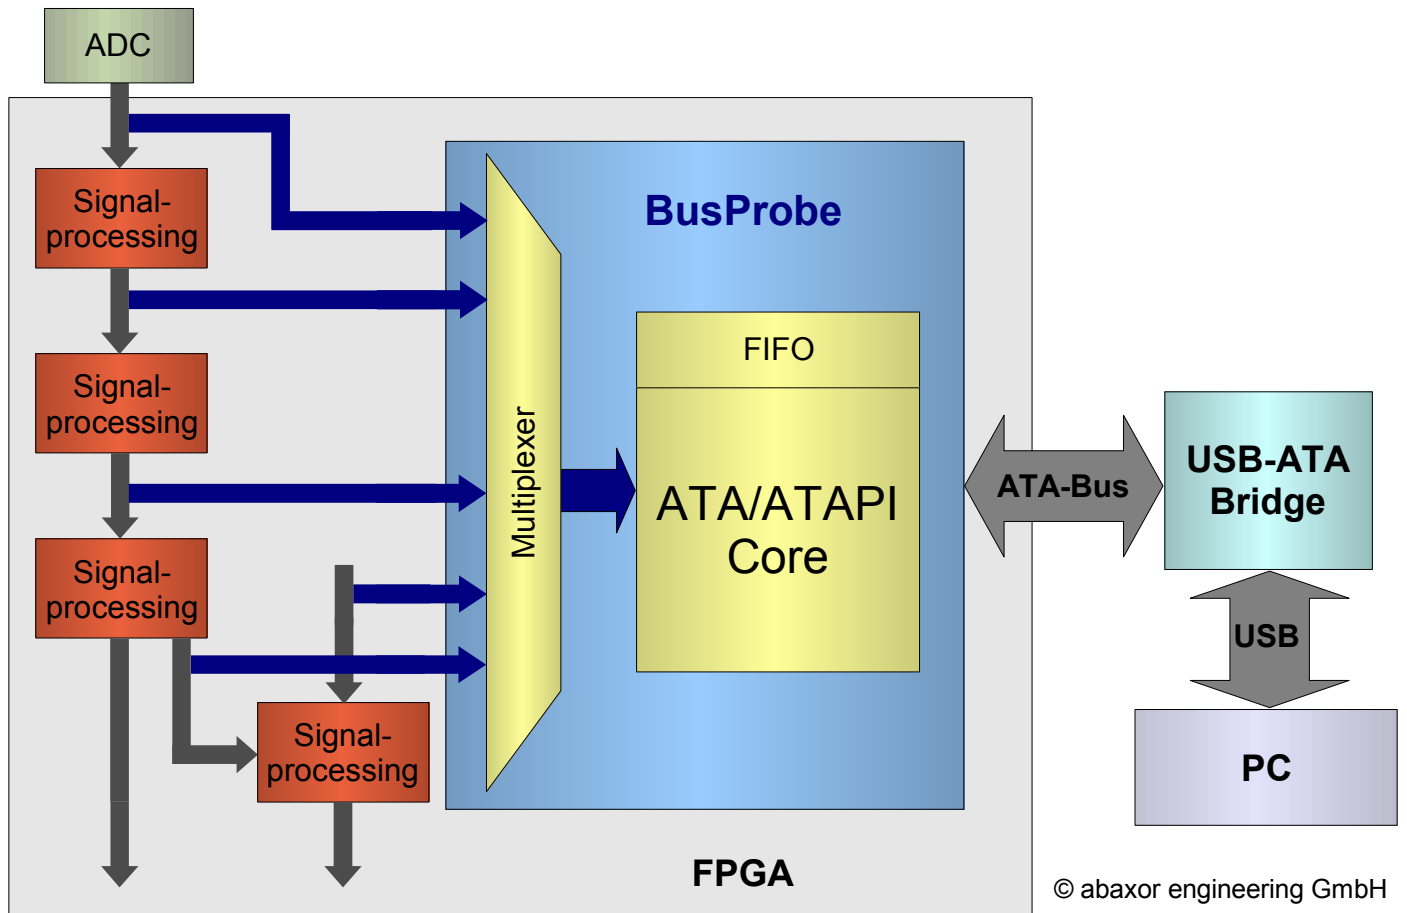 ADC
Signal-
processing
Signal-
processing
Signal-
processing
Signal-
processing
BusProbe
Multiplexer
FIFO
ATA/ATAPI
Core
FPGA
ATA-Bus
USB-ATA
Bridge
USB
PC
© abaxor engineering GmbH